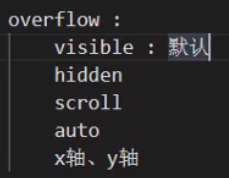 overflow :
visible : 默认
hidden
scroll
auto
x轴、y轴